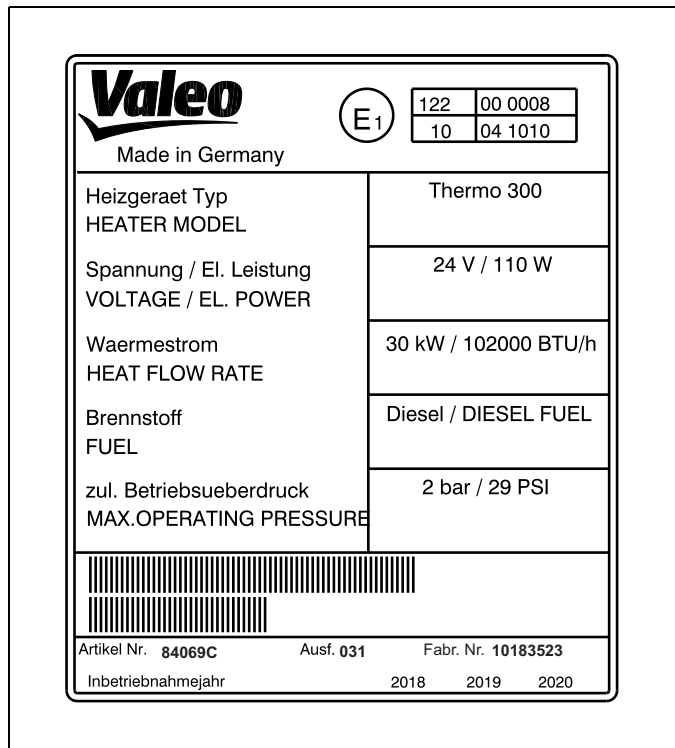 Valeo
Made in Germany
E1
122 00 0008
10 04 1010
Heizgeraet Typ
HEATER MODEL
Thermo 300
Spannung / El. Leistung
VOLTAGE / EL. POWER
24 V / 110 W
Waermestrom
HEAT FLOW RATE
30 kW / 102000 BTU/h
Brennstoff
FUEL
Diesel / DIESEL FUEL
zul. Betriebsueberdruck
MAX.OPERATING PRESSURE
2 bar / 29 PSI
Artikel Nr. 84069C Ausf. 031 Fabr. Nr. 10183523
Inbetriebnahmejahr 2018 2019 2020